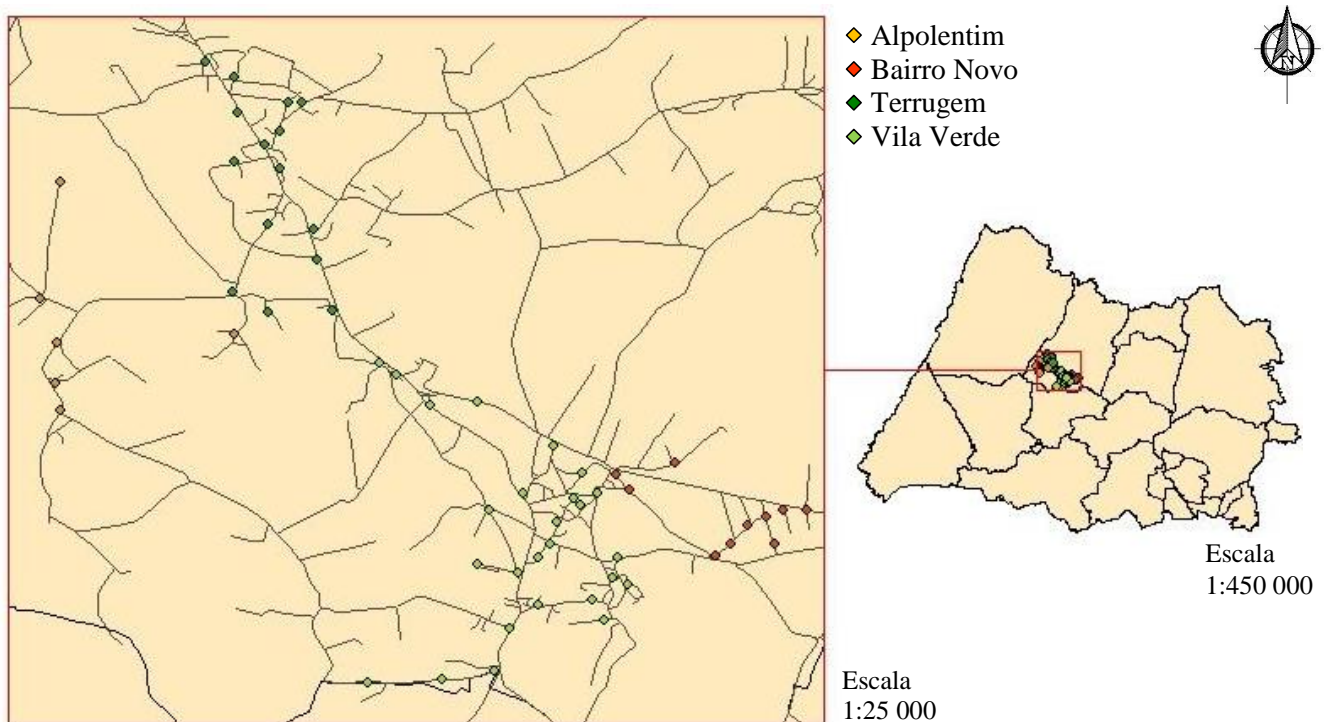 Alpolentim
Bairro Novo
Terrugem
Vila Verde
N
Escala
1:450 000
Escala
1:25 000